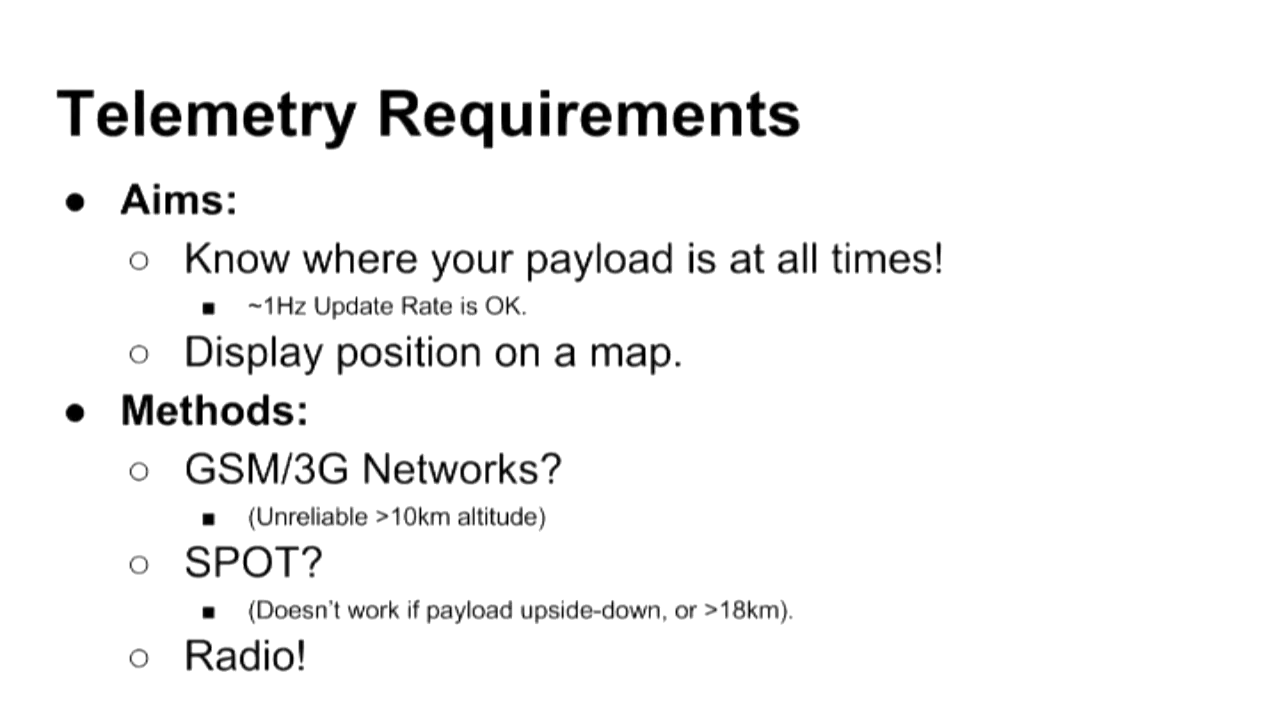 Telemetry Requirements
● Aims:
○ Know where your payload is at all times!
■ ~1Hz Update Rate is OK.
○ Display position on a map.
● Methods:
○ GSM/3G Networks?
■ (Unreliable >10km altitude)
○ SPOT?
■ (Doesn't work if payload upside-down, or >18km).
○ Radio!